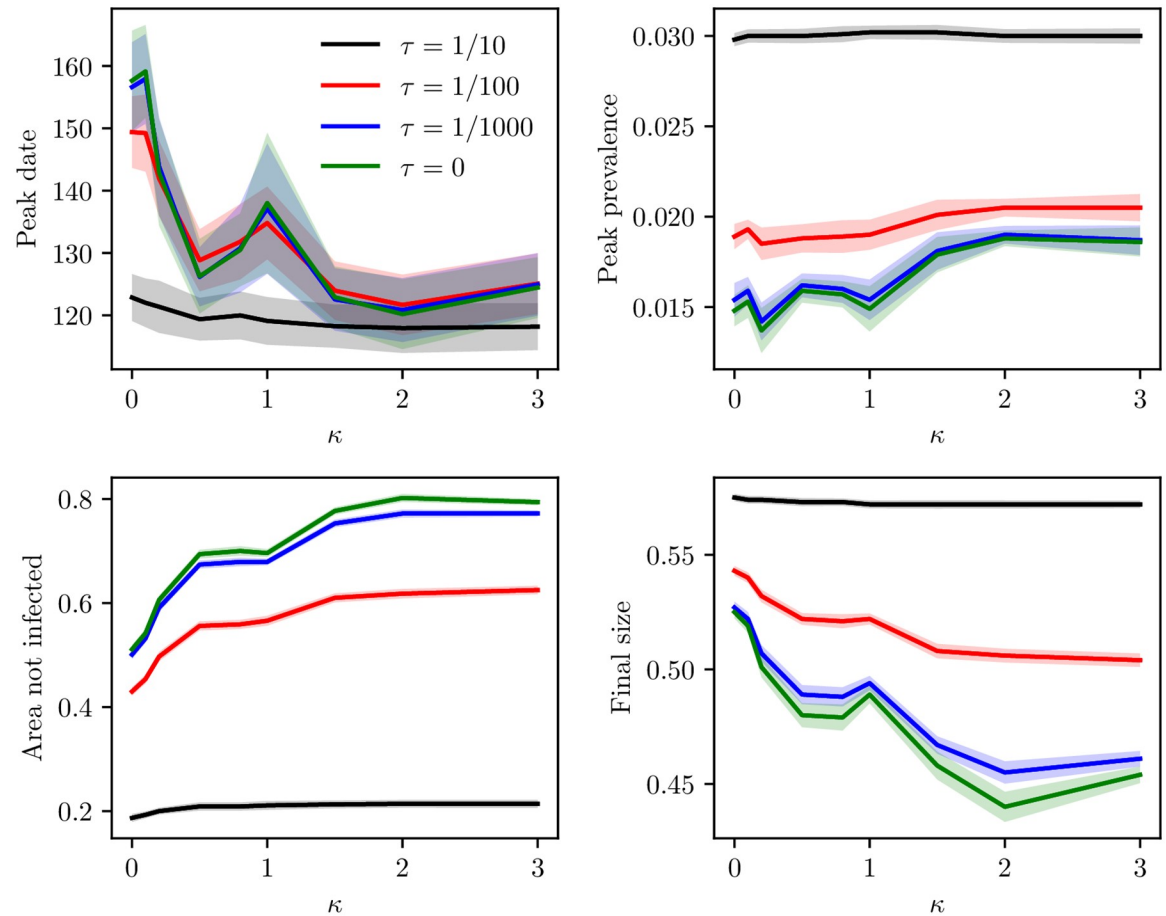 Peak date
160
150
140
130
120
0 1 2 3
κ
τ = 1/10
τ = 1/100
τ = 1/1000
τ = 0
Peak prevalence
0.030
0.025
0.020
0.015
0 1 2 3
κ
Area not infected
0.8
0.6
0.4
0.2
0 1 2 3
κ
Final size
0.55
0.50
0.45
0 1 2 3
κ